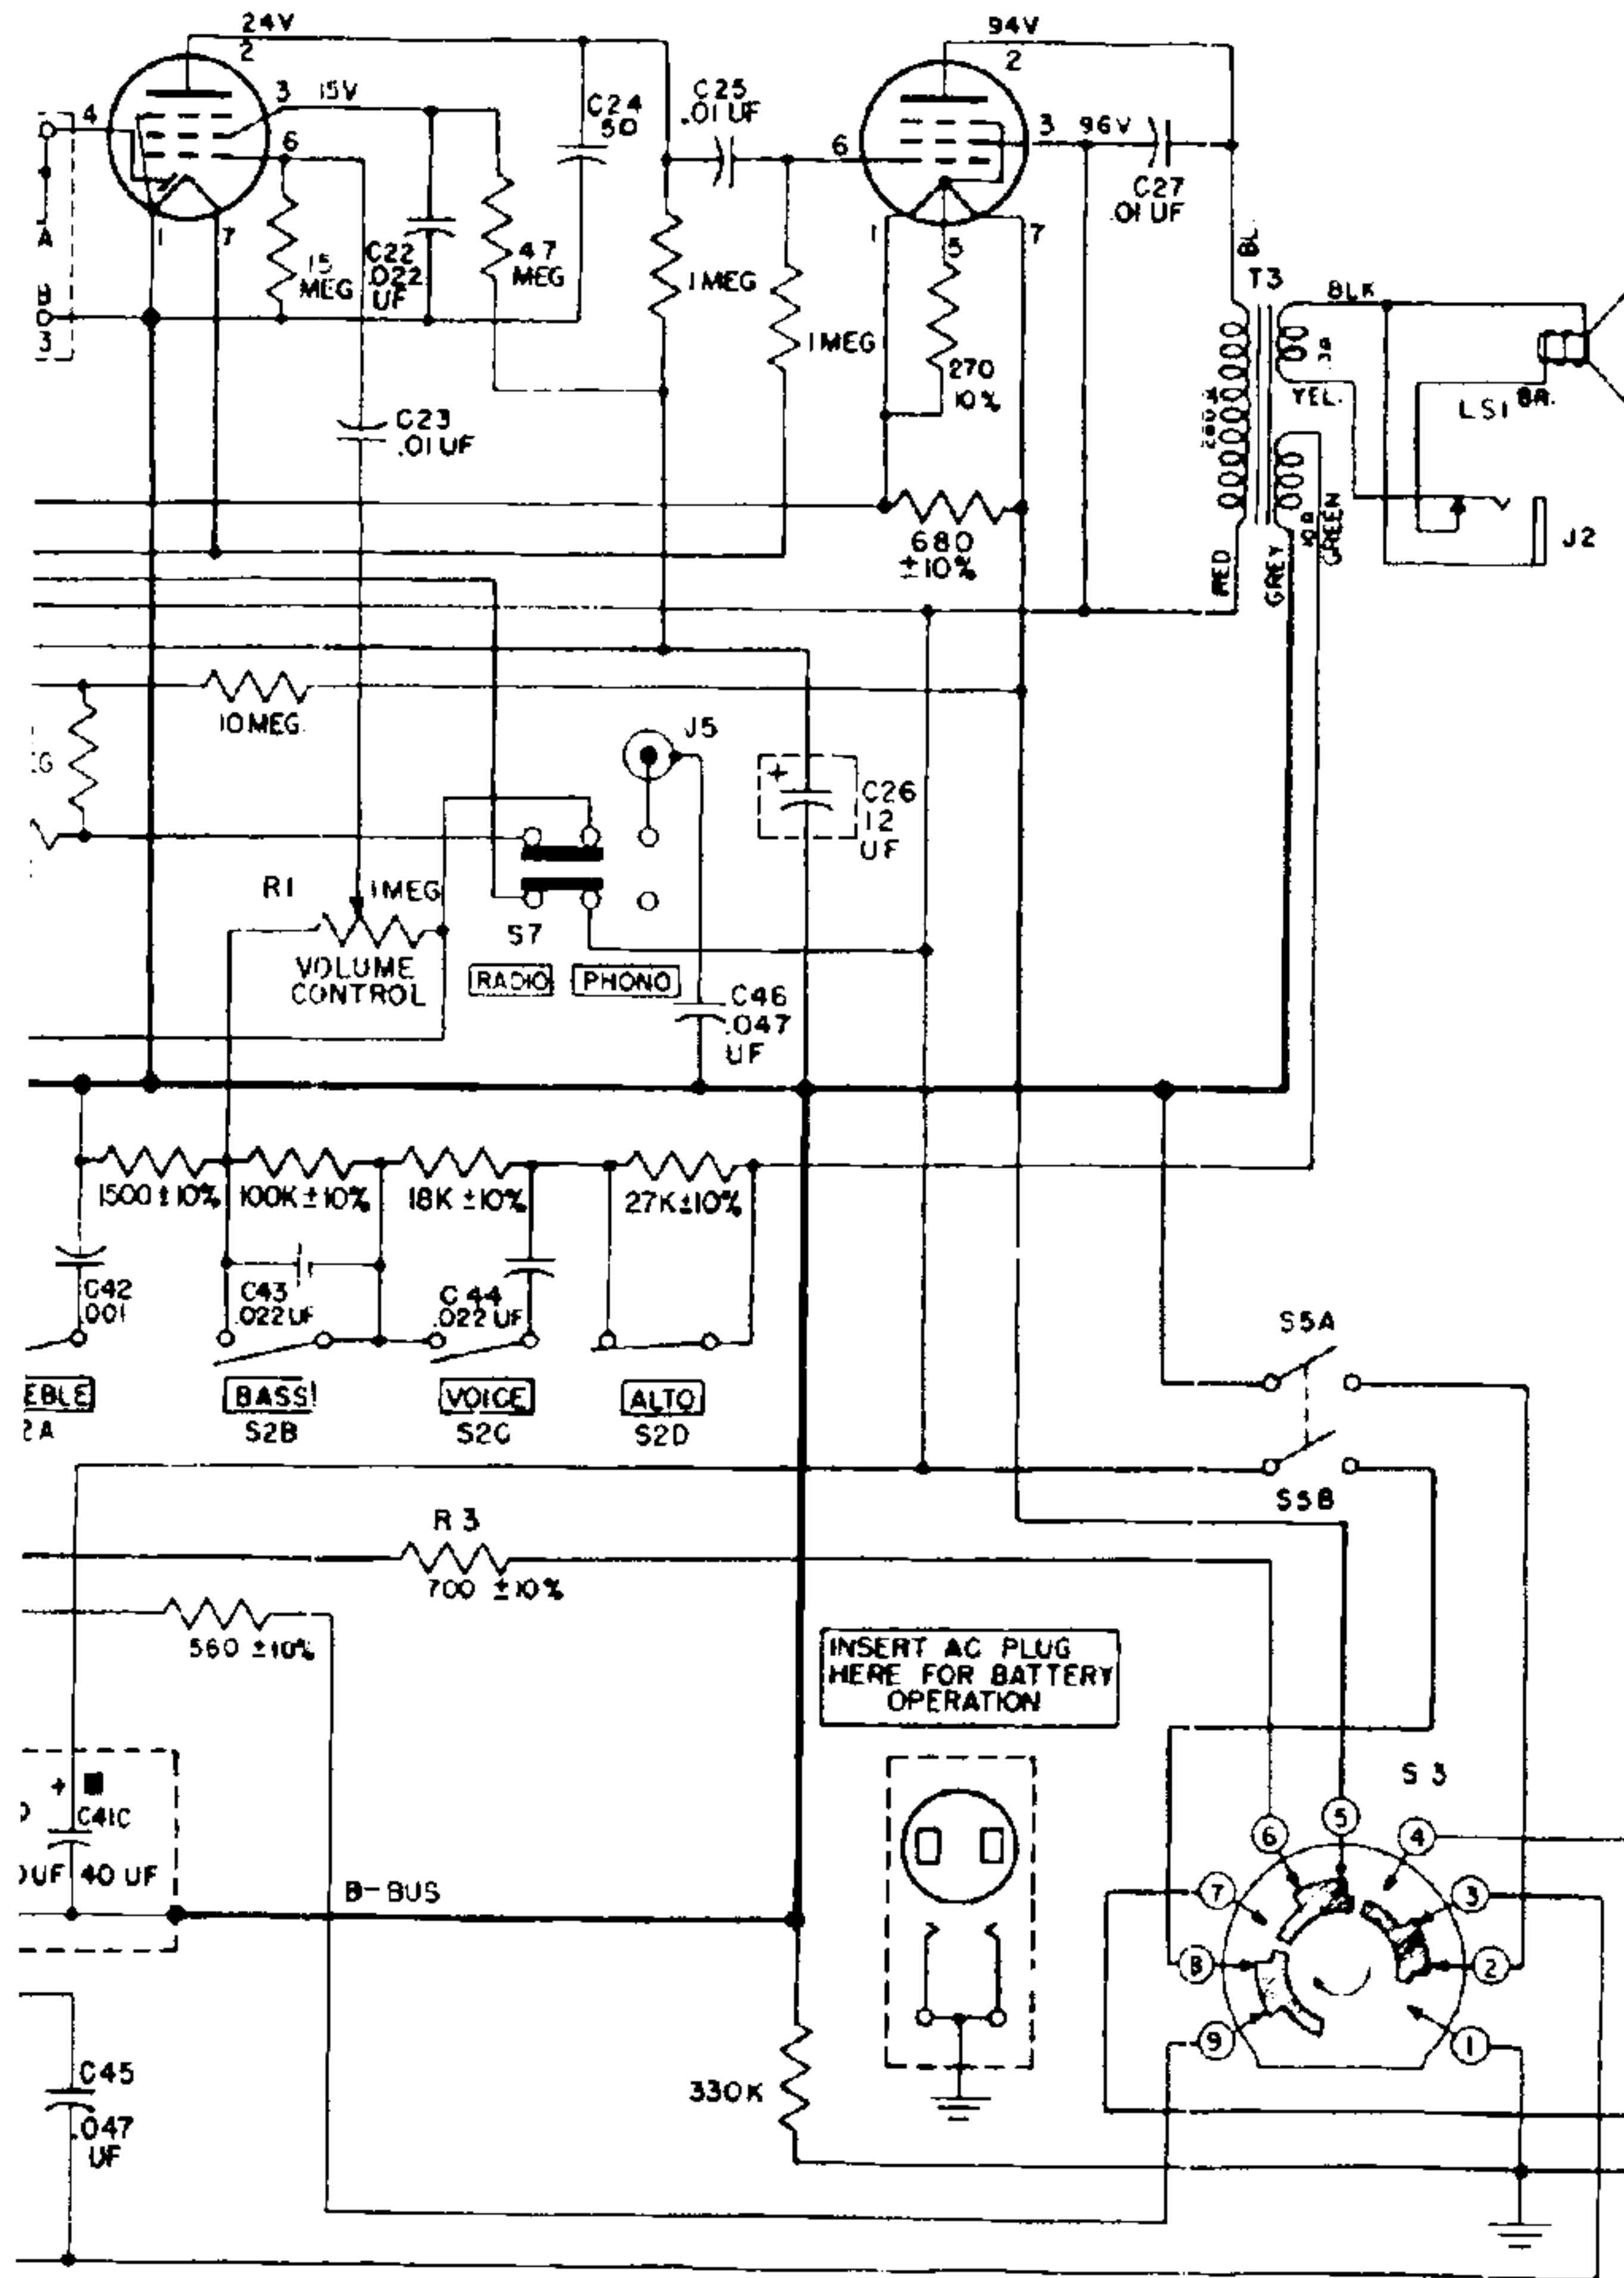 24V
2
94V
2
4
3
15V
C24
50
C25
.01 UF
6
6
3
96V
C27
.01 UF
A
1
7
15
MEG
C22
.022
UF
47
MEG
1 MEG
1
5
7
BL
T3
BLK
B
3
1 MEG
270
10%
YEL.
LS1
BR.
C23
.01 UF
680
±10%
RED
GREY
GREEN
J2
10 MEG
J5
+
C26
12
UF
R1
1 MEG
VOLUME
CONTROL
S7
RADIO
PHONO
C46
.047
UF
1500 ±10%
100K ±10%
18K ±10%
27K ±10%
C42
.001
C43
.022 UF
C44
.022 UF
S5A
EBLE
BASS
VOICE
ALTO
2A
S2B
S2C
S2D
S5B
R3
700 ±10%
560 ±10%
INSERT AC PLUG
HERE FOR BATTERY
OPERATION
S3
+
C41C
UF 40 UF
B-BUS
5
6
4
7
3
8
2
9
1
C45
.047
UF
330K